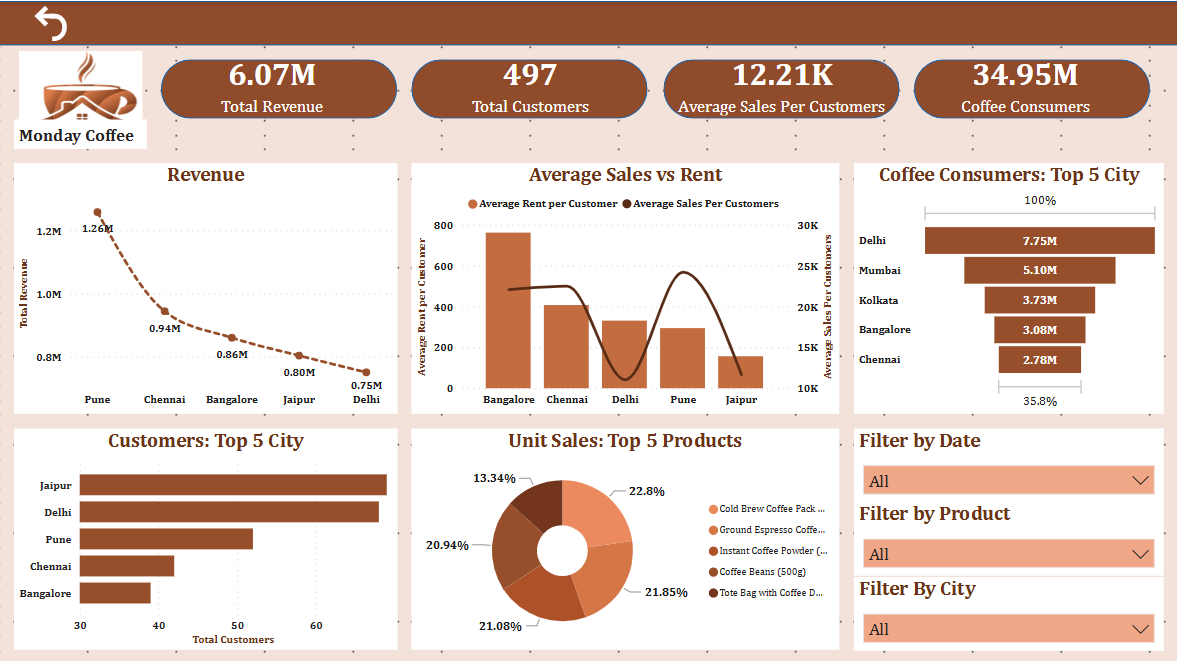 6.07M
Total Revenue
497
Total Customers
12.21K
Average Sales Per Customers
34.95M
Coffee Consumers
Monday Coffee
Revenue
Total Revenue
1.2M
1.0M
0.8M
1.26M
0.94M
0.86M
0.80M
0.75M
Pune Chennai Bangalore Jaipur Delhi
Average Sales vs Rent
Average Rent per Customer Average Sales Per Customers
Average Rent per Customer
800
600
400
200
0
30K
25K
20K
15K
10K
Average Sales Per Customers
Bangalore Chennai Delhi Pune Jaipur
Coffee Consumers: Top 5 City
100%
Delhi 7.75M
Mumbai 5.10M
Kolkata 3.73M
Bangalore 3.08M
Chennai 2.78M
35.8%
Customers: Top 5 City
Jaipur
Delhi
Pune
Chennai
Bangalore
30 40 50 60
Total Customers
Unit Sales: Top 5 Products
13.34%
22.8%
20.94%
21.85%
21.08%
Cold Brew Coffee Pack ...
Ground Espresso Coffe...
Instant Coffee Powder (...
Coffee Beans (500g)
Tote Bag with Coffee D...
Filter by Date
All
Filter by Product
All
Filter By City
All